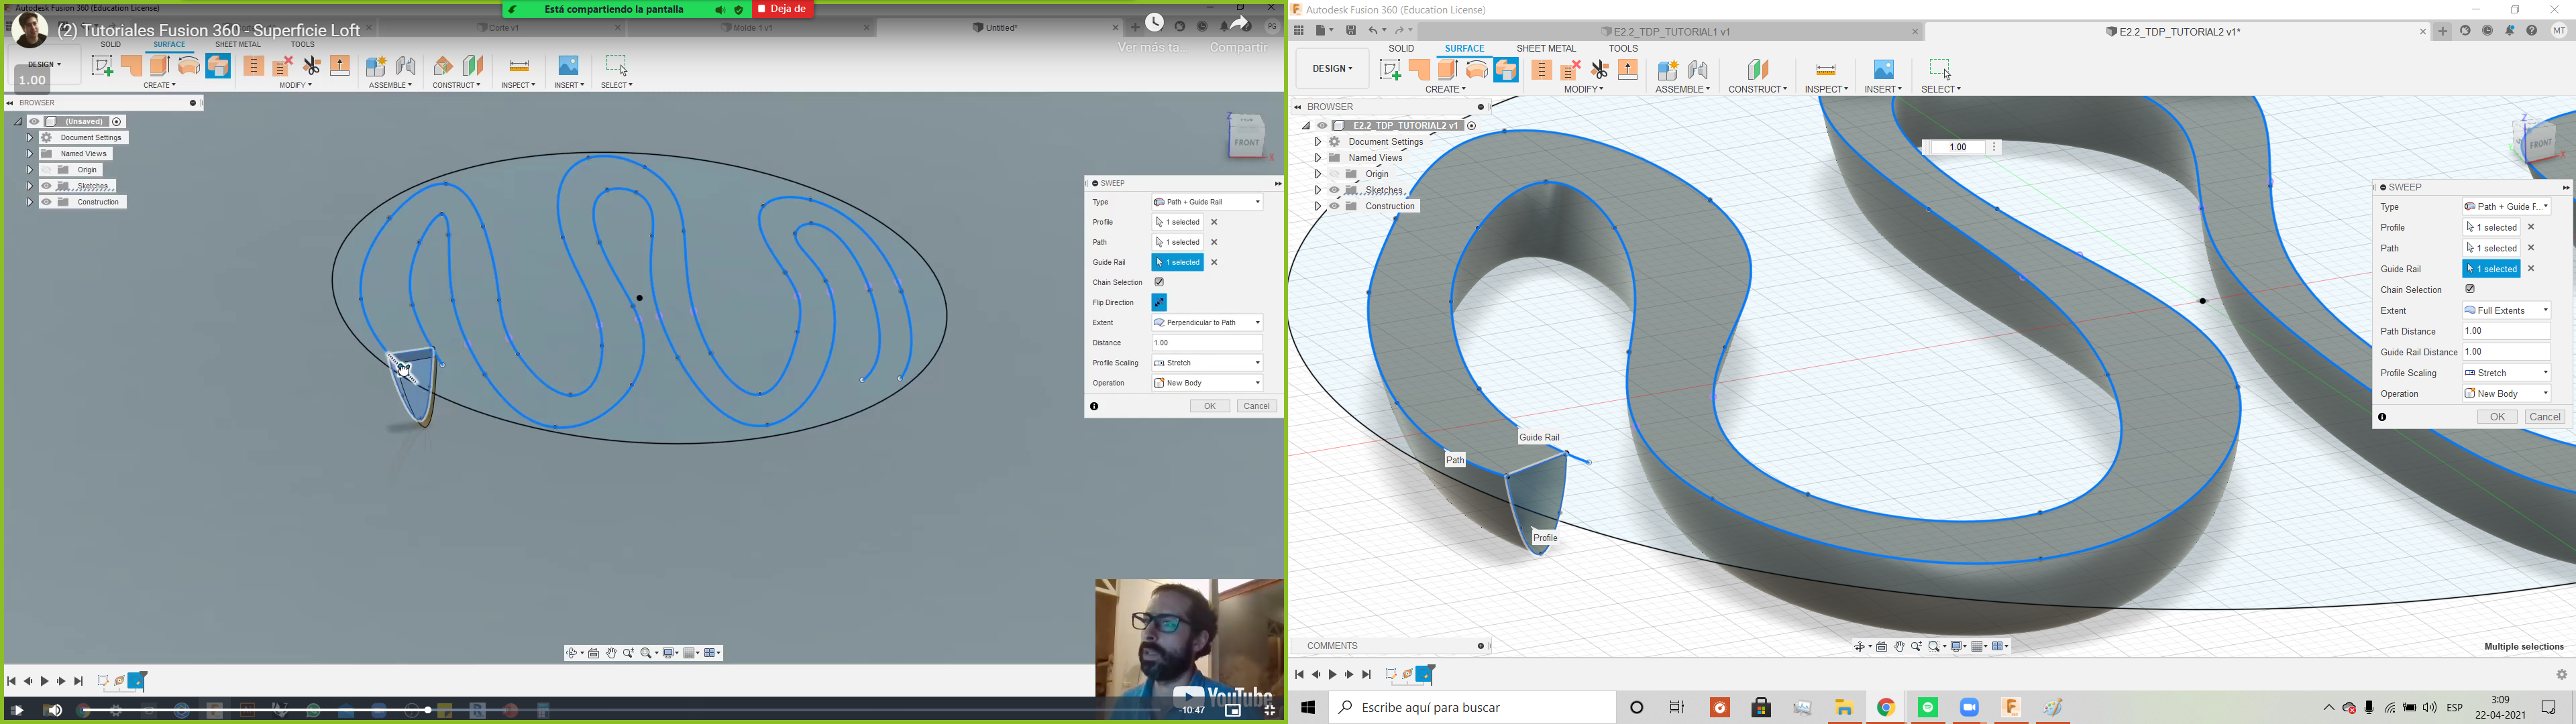 Autodesk Fusion 360 (Education License)
Está compartiendo la pantalla
Deja de
(2) Tutoriales Fusion 360 - Superficie Loft
Corte v1
Molde 1 v1
Untitled*
PG
Ver más ta...
Compartir
SOLID
SURFACE
SHEET METAL
TOOLS
DESIGN
1.00
CREATE
MODIFY
ASSEMBLE
CONSTRUCT
INSPECT
INSERT
SELECT
BROWSER
(Unsaved)
Document Settings
Named Views
Origin
Sketches
Construction
FRONT
SWEEP
Type
Path + Guide Rail
Profile
1 selected
Path
1 selected
Guide Rail
1 selected
Chain Selection
Flip Direction
Extent
Perpendicular to Path
Distance
1.00
Profile Scaling
Stretch
Operation
New Body
OK
Cancel
YouTube
-10:47
Autodesk Fusion 360 (Education License)
E2.2_TDP_TUTORIAL1 v1
E2.2_TDP_TUTORIAL2 v1*
MT
SOLID
SURFACE
SHEET METAL
TOOLS
DESIGN
CREATE
MODIFY
ASSEMBLE
CONSTRUCT
INSPECT
INSERT
SELECT
BROWSER
E2.2_TDP_TUTORIAL2 v1
Document Settings
Named Views
Origin
Sketches
Construction
1.00
Z
FRONT
Guide Rail
Path
Profile
SWEEP
Type
Path + Guide F...
Profile
1 selected
Path
1 selected
Guide Rail
1 selected
Chain Selection
Extent
Full Extents
Path Distance
1.00
Guide Rail Distance
1.00
Profile Scaling
Stretch
Operation
New Body
OK
Cancel
COMMENTS
Multiple selections
Escribe aquí para buscar
ESP
3:09
22-04-2021